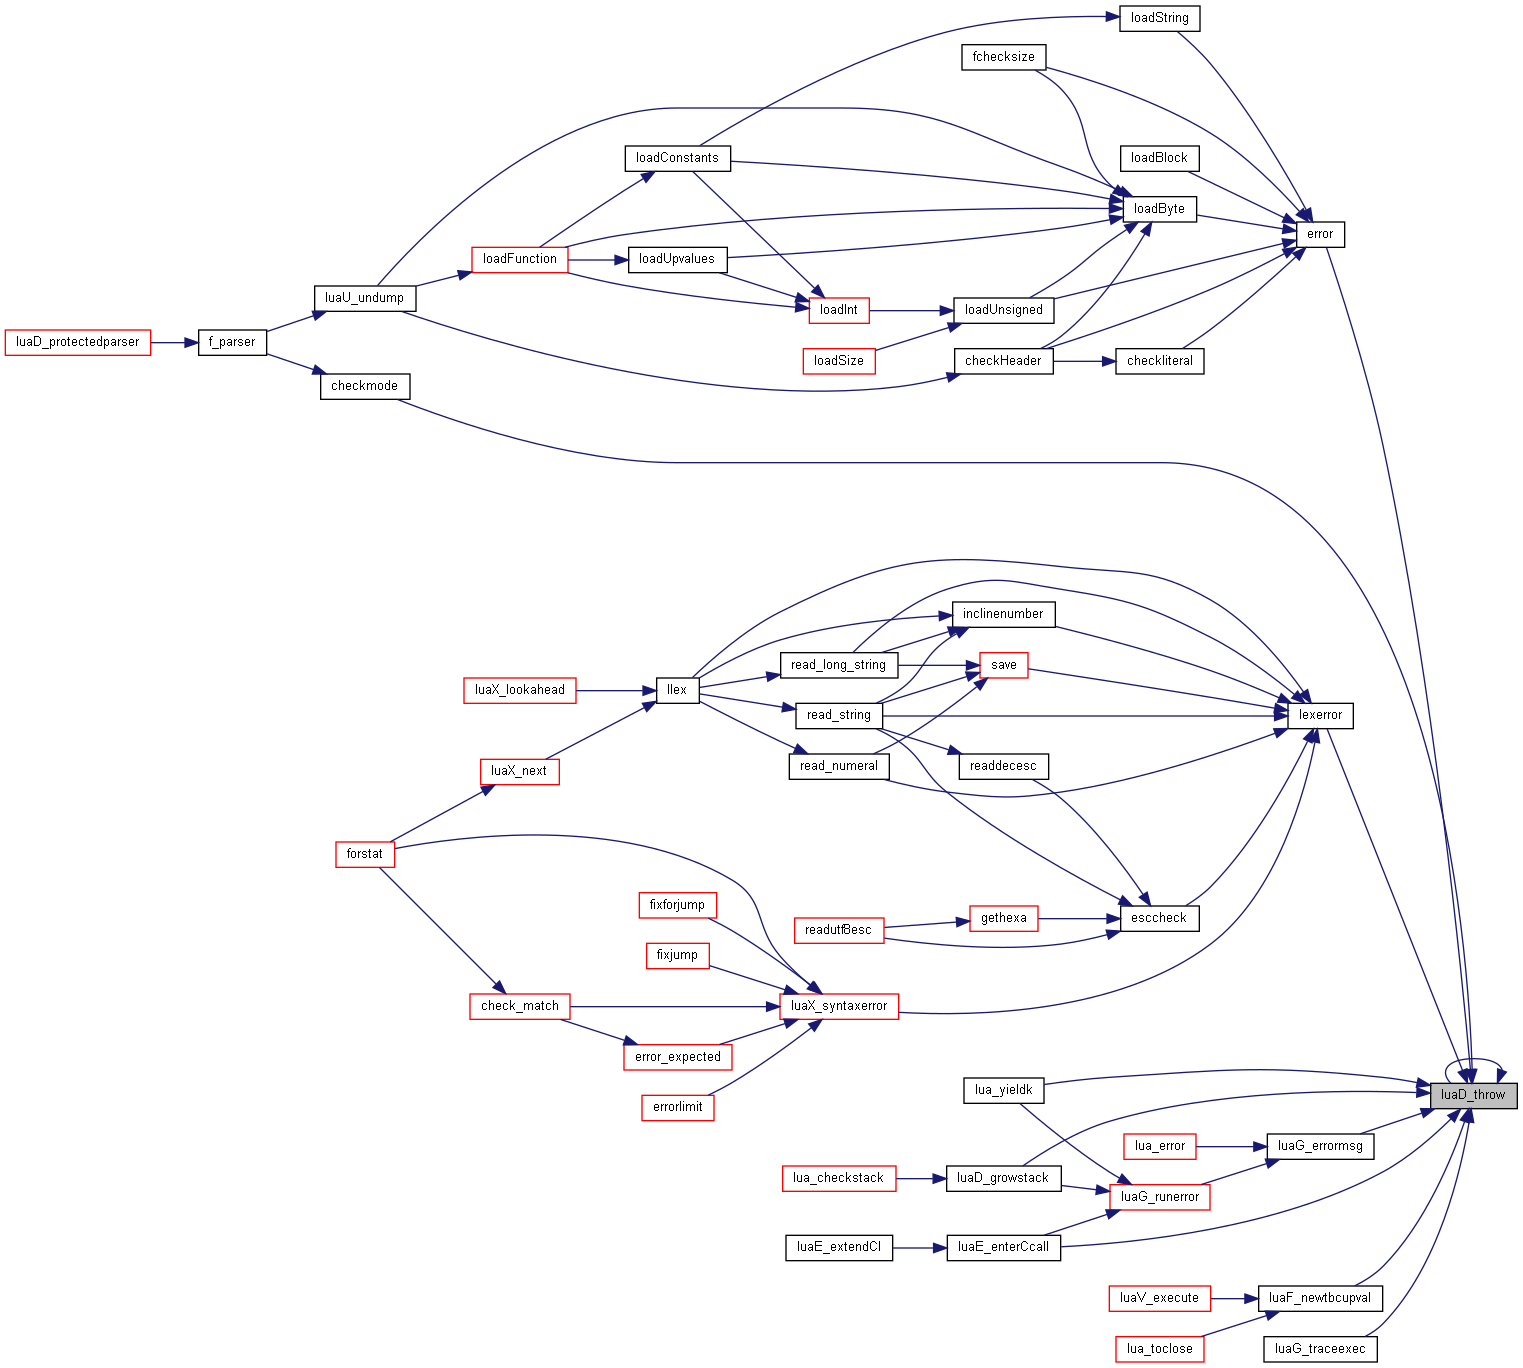 loadString
fchecksize
loadConstants
loadBlock
loadByte
error
loadFunction
loadUpvalues
luaU_undump
loadInt
loadUnsigned
luaD_protectedparser
f_parser
loadSize
checkHeader
checkliteral
checkmode
inclinenumber
read_long_string
save
luaX_lookahead
llex
read_string
lexerror
luaX_next
read_numeral
readdecesc
forstat
fixforjump
readutf8esc
gethexa
esccheck
fixjump
check_match
luaX_syntaxerror
error_expected
lua_yieldk
luaD_throw
errorlimit
lua_error
luaG_errormsg
lua_checkstack
luaD_growstack
luaG_runerror
luaE_extendCI
luaE_enterCcall
luaV_execute
luaF_newtbcupval
lua_toclose
luaG_traceexec